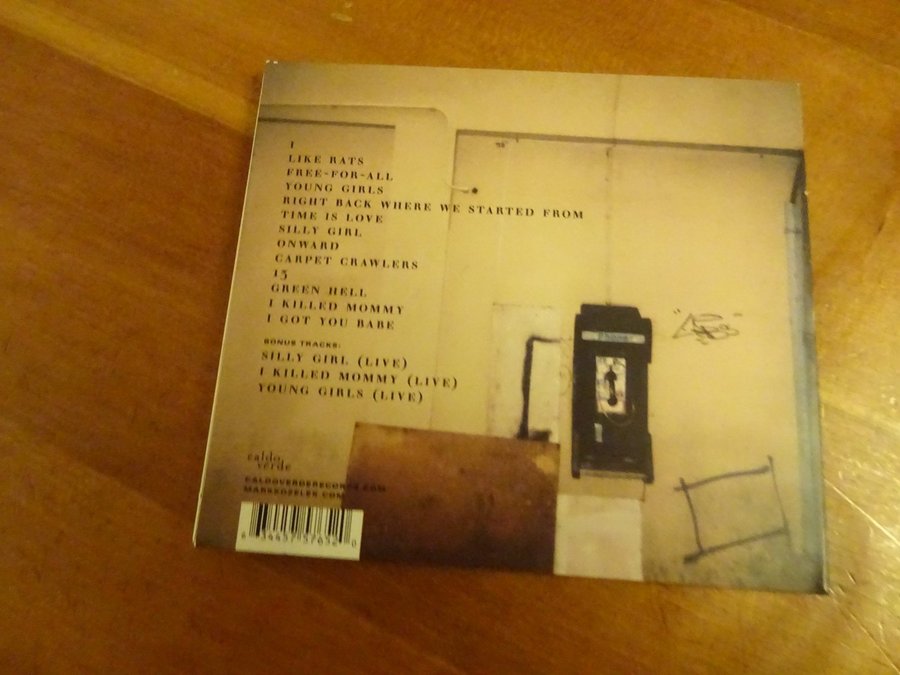 I
LIKE RATS
FREE-FOR-ALL
YOUNG GIRLS
RIGHT BACK WHERE WE STARTED FROM
TIME IS LOVE
SILLY GIRL
ONWARD
CARPET CRAWLERS
13
GREEN HELL
I KILLED MOMMY
I GOT YOU BABE
BONUS TRACKS:
SILLY GIRL (LIVE)
I KILLED MOMMY (LIVE)
YOUNG GIRLS (LIVE)
Phone
caldo
verde
CALDOVERDERECORDS.COM
MARKKOZELEK.COM